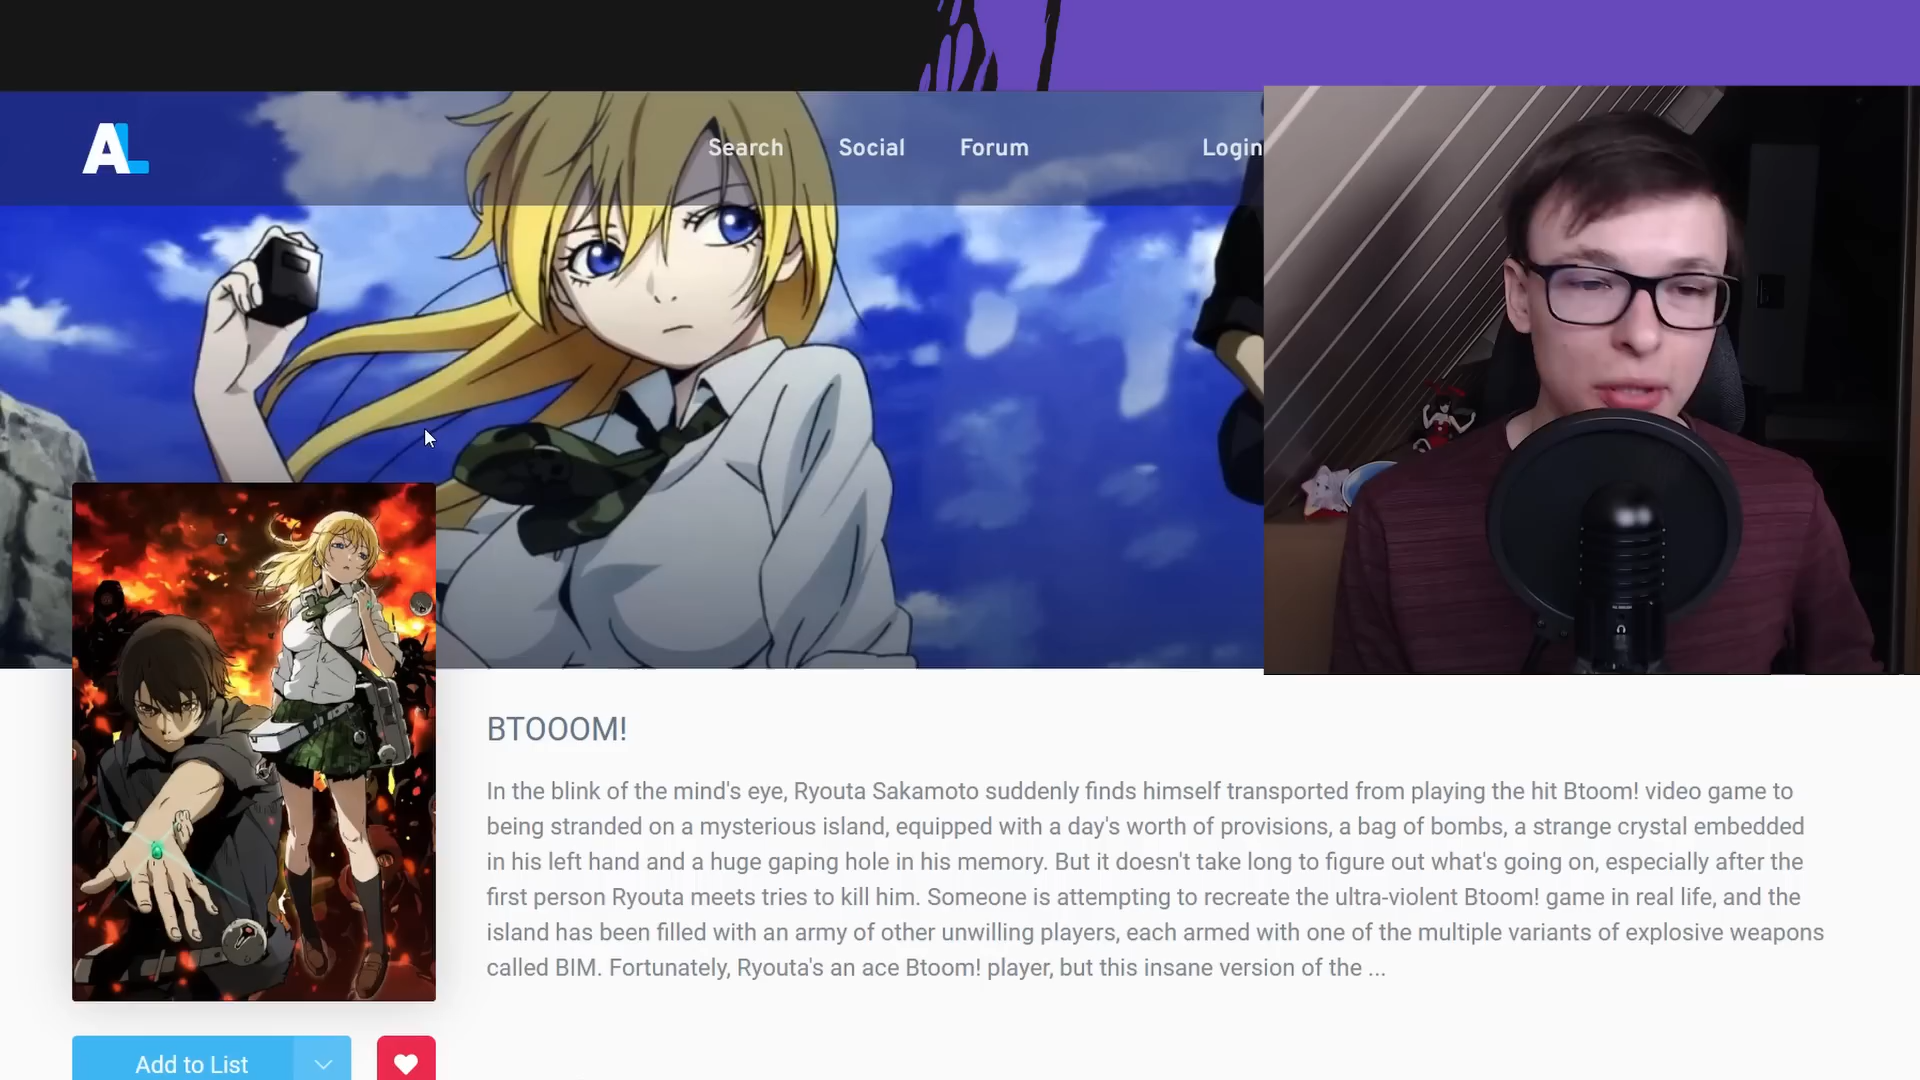 AL
Search Social Forum Login
BTOOOM!
In the blink of the mind's eye, Ryouta Sakamoto suddenly finds himself transported from playing the hit Btoom! video game to
being stranded on a mysterious island, equipped with a day's worth of provisions, a bag of bombs, a strange crystal embedded
in his left hand and a huge gaping hole in his memory. But it doesn't take long to figure out what's going on, especially after the
first person Ryouta meets tries to kill him. Someone is attempting to recreate the ultra-violent Btoom! game in real life, and the
island has been filled with an army of other unwilling players, each armed with one of the multiple variants of explosive weapons
called BIM. Fortunately, Ryouta's an ace Btoom! player, but this insane version of the ...
Add to List